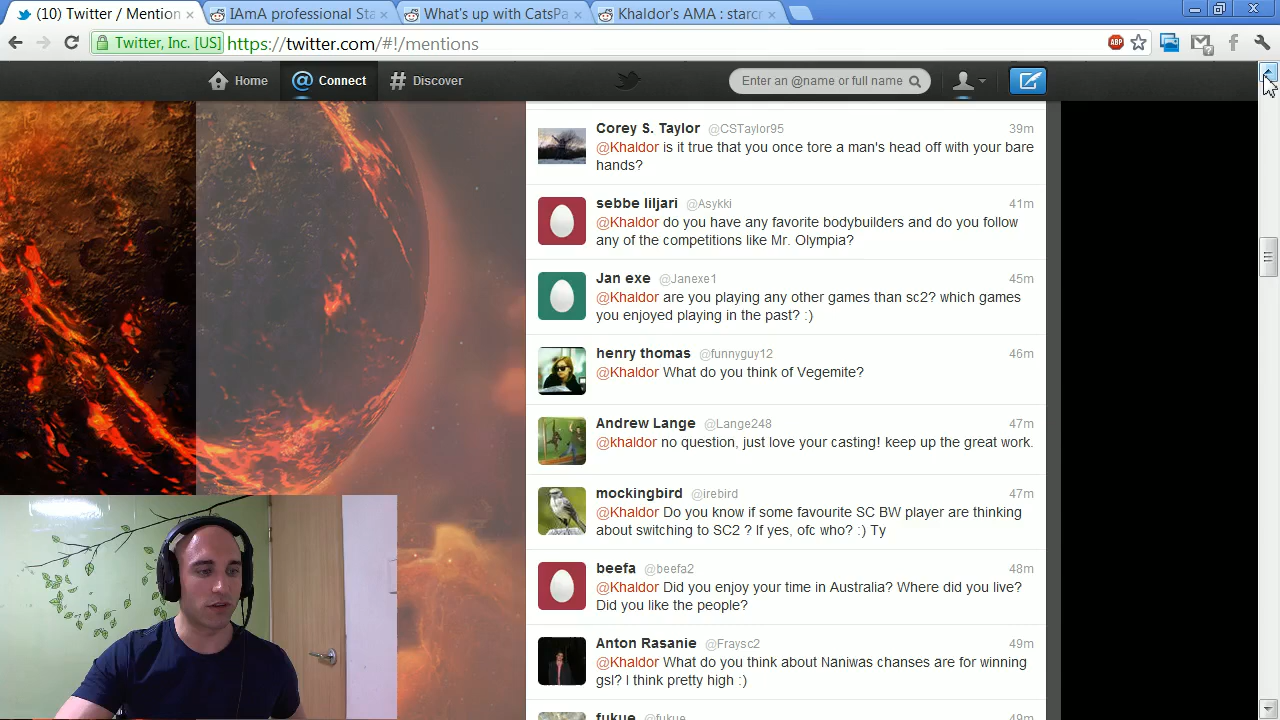 (10) Twitter / Mention
IAmA professional Sta
What's up with CatsPa
Khaldor's AMA : starcr
Twitter, Inc. [US] https://twitter.com/#!/mentions
ABP
Home
@ Connect
# Discover
Enter an @name or full name
Corey S. Taylor @CSTaylor95 39m
@Khaldor is it true that you once tore a man's head off with your bare
hands?
sebbe liljari @Asykki 41m
@Khaldor do you have any favorite bodybuilders and do you follow
any of the competitions like Mr. Olympia?
Jan exe @Janexe1 45m
@Khaldor are you playing any other games than sc2? which games
you enjoyed playing in the past? :)
henry thomas @funnyguy12 46m
@Khaldor What do you think of Vegemite?
Andrew Lange @Lange248 47m
@khaldor no question, just love your casting! keep up the great work.
mockingbird @irebird 47m
@Khaldor Do you know if some favourite SC BW player are thinking
about switching to SC2 ? If yes, ofc who? :) Ty
beefa @beefa2 48m
@Khaldor Did you enjoy your time in Australia? Where did you live?
Did you like the people?
Anton Rasanie @Fraysc2 49m
@Khaldor What do you think about Naniwas chanses are for winning
gsl? I think pretty high :)
fukue @fukue 49m